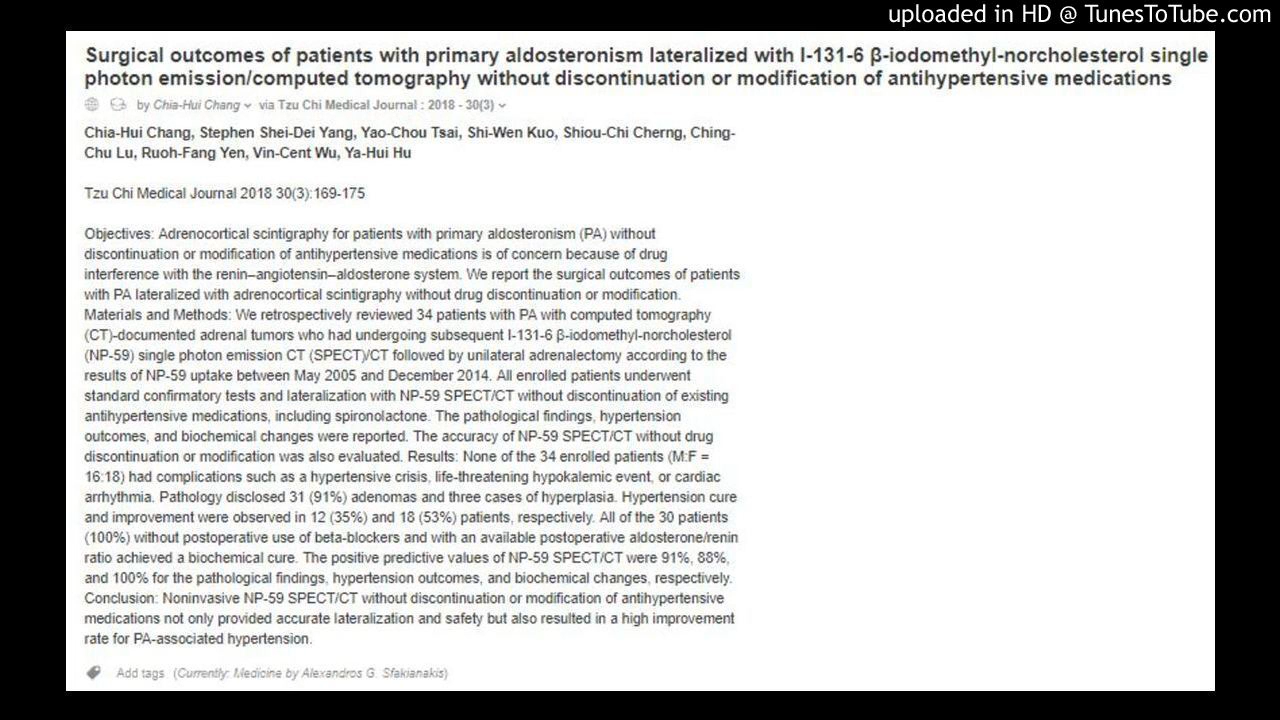 uploaded in HD @ TunesToTube.com
Surgical outcomes of patients with primary aldosteronism lateralized with I-131-6 β-iodomethyl-norcholesterol single
photon emission/computed tomography without discontinuation or modification of antihypertensive medications
by Chia-Hui Chang via Tzu Chi Medical Journal : 2018 - 30(3)
Chia-Hui Chang, Stephen Shei-Dei Yang, Yao-Chou Tsai, Shi-Wen Kuo, Shiou-Chi Cherng, Ching-
Chu Lu, Ruoh-Fang Yen, Vin-Cent Wu, Ya-Hui Hu
Tzu Chi Medical Journal 2018 30(3):169-175
Objectives: Adrenocortical scintigraphy for patients with primary aldosteronism (PA) without
discontinuation or modification of antihypertensive medications is of concern because of drug
interference with the renin–angiotensin–aldosterone system. We report the surgical outcomes of patients
with PA lateralized with adrenocortical scintigraphy without drug discontinuation or modification.
Materials and Methods: We retrospectively reviewed 34 patients with PA with computed tomography
(CT)-documented adrenal tumors who had undergoing subsequent I-131-6 β-iodomethyl-norcholesterol
(NP-59) single photon emission CT (SPECT)/CT followed by unilateral adrenalectomy according to the
results of NP-59 uptake between May 2005 and December 2014. All enrolled patients underwent
standard confirmatory tests and lateralization with NP-59 SPECT/CT without discontinuation of existing
antihypertensive medications, including spironolactone. The pathological findings, hypertension
outcomes, and biochemical changes were reported. The accuracy of NP-59 SPECT/CT without drug
discontinuation or modification was also evaluated. Results: None of the 34 enrolled patients (M:F =
16:18) had complications such as a hypertensive crisis, life-threatening hypokalemic event, or cardiac
arrhythmia. Pathology disclosed 31 (91%) adenomas and three cases of hyperplasia. Hypertension cure
and improvement were observed in 12 (35%) and 18 (53%) patients, respectively. All of the 30 patients
(100%) without postoperative use of beta-blockers and with an available postoperative aldosterone/renin
ratio achieved a biochemical cure. The positive predictive values of NP-59 SPECT/CT were 91%, 88%,
and 100% for the pathological findings, hypertension outcomes, and biochemical changes, respectively.
Conclusion: Noninvasive NP-59 SPECT/CT without discontinuation or modification of antihypertensive
medications not only provided accurate lateralization and safety but also resulted in a high improvement
rate for PA-associated hypertension.
Add tags (Currently: Medicine by Alexandros G. Sfakianakis)